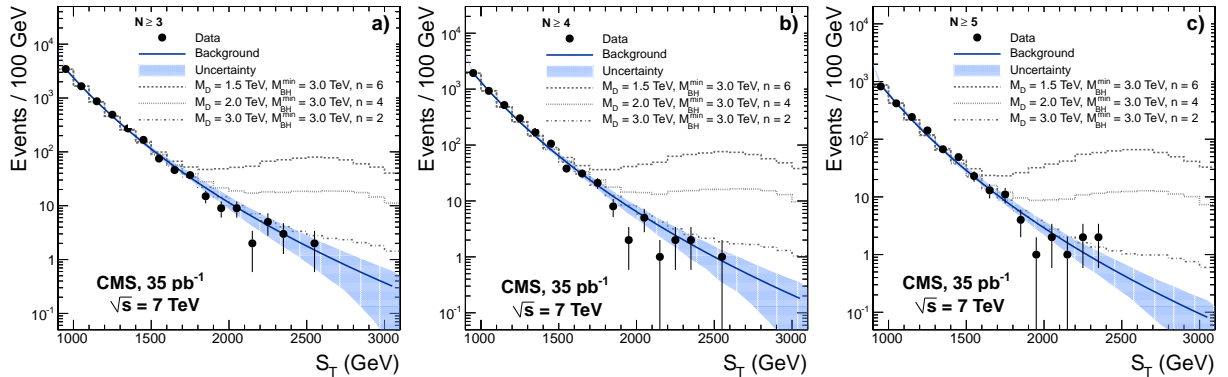 N ≥ 3
a)
Data
Background
Uncertainty
M_D = 1.5 TeV, M_BH^min = 3.0 TeV, n = 6
M_D = 2.0 TeV, M_BH^min = 3.0 TeV, n = 4
M_D = 3.0 TeV, M_BH^min = 3.0 TeV, n = 2
Events / 100 GeV
10^4
10^3
10^2
10
1
10^-1
CMS, 35 pb^-1
√s = 7 TeV
1000 1500 2000 2500 3000
S_T (GeV)
N ≥ 4
b)
Data
Background
Uncertainty
M_D = 1.5 TeV, M_BH^min = 3.0 TeV, n = 6
M_D = 2.0 TeV, M_BH^min = 3.0 TeV, n = 4
M_D = 3.0 TeV, M_BH^min = 3.0 TeV, n = 2
Events / 100 GeV
10^4
10^3
10^2
10
1
10^-1
CMS, 35 pb^-1
√s = 7 TeV
1000 1500 2000 2500 3000
S_T (GeV)
N ≥ 5
c)
Data
Background
Uncertainty
M_D = 1.5 TeV, M_BH^min = 3.0 TeV, n = 6
M_D = 2.0 TeV, M_BH^min = 3.0 TeV, n = 4
M_D = 3.0 TeV, M_BH^min = 3.0 TeV, n = 2
Events / 100 GeV
10^4
10^3
10^2
10
1
10^-1
CMS, 35 pb^-1
√s = 7 TeV
1000 1500 2000 2500 3000
S_T (GeV)